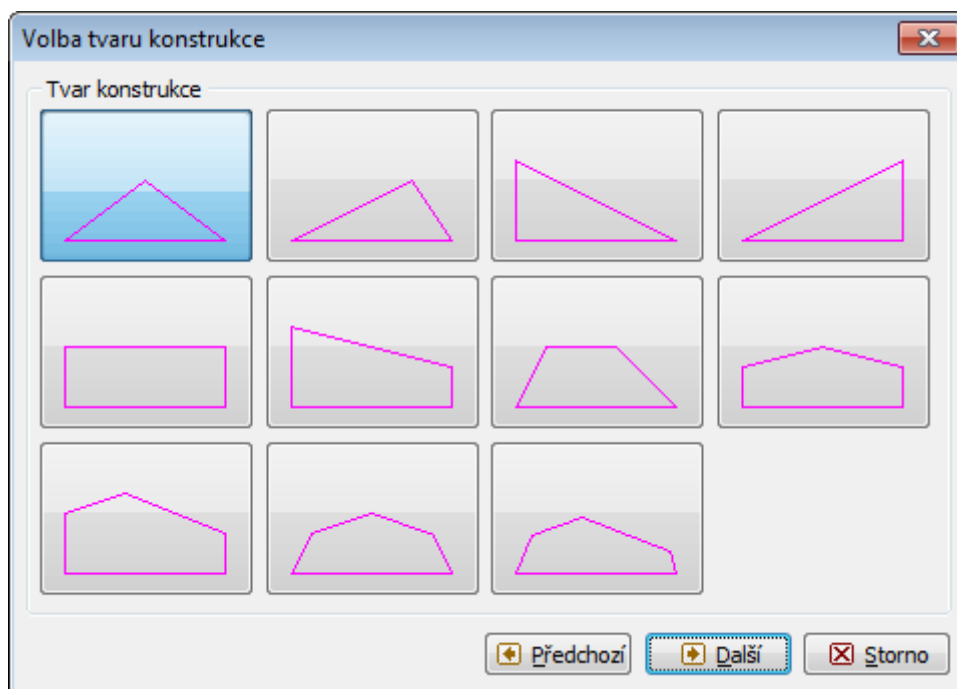 Volba tvaru konstrukce
Tvar konstrukce
Předchozí
Další
Storno